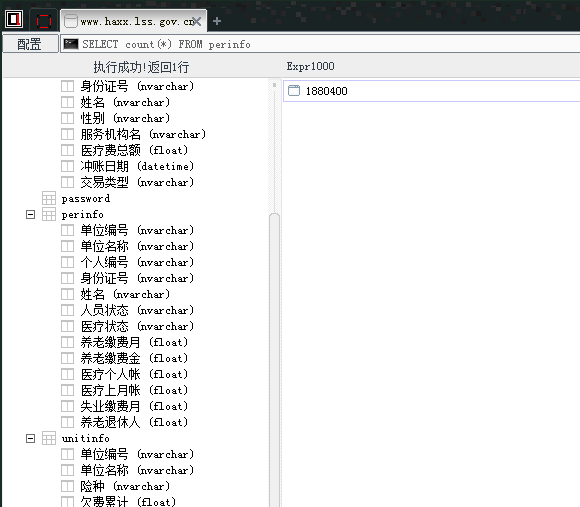 www.haxx.lss.gov.cn
配置
SELECT count(*) FROM perinfo
执行成功!返回1行
Expr1000
1880400
身份证号 (nvarchar)
姓名 (nvarchar)
性别 (nvarchar)
服务机构名 (nvarchar)
医疗费总额 (float)
冲账日期 (datetime)
交易类型 (nvarchar)
password
perinfo
单位编号 (nvarchar)
单位名称 (nvarchar)
个人编号 (nvarchar)
身份证号 (nvarchar)
姓名 (nvarchar)
人员状态 (nvarchar)
医疗状态 (nvarchar)
养老缴费月 (float)
养老缴费金 (float)
医疗个人帐 (float)
医疗上月帐 (float)
失业缴费月 (float)
养老退休人 (float)
unitinfo
单位编号 (nvarchar)
单位名称 (nvarchar)
险种 (nvarchar)
欠费累计 (float)